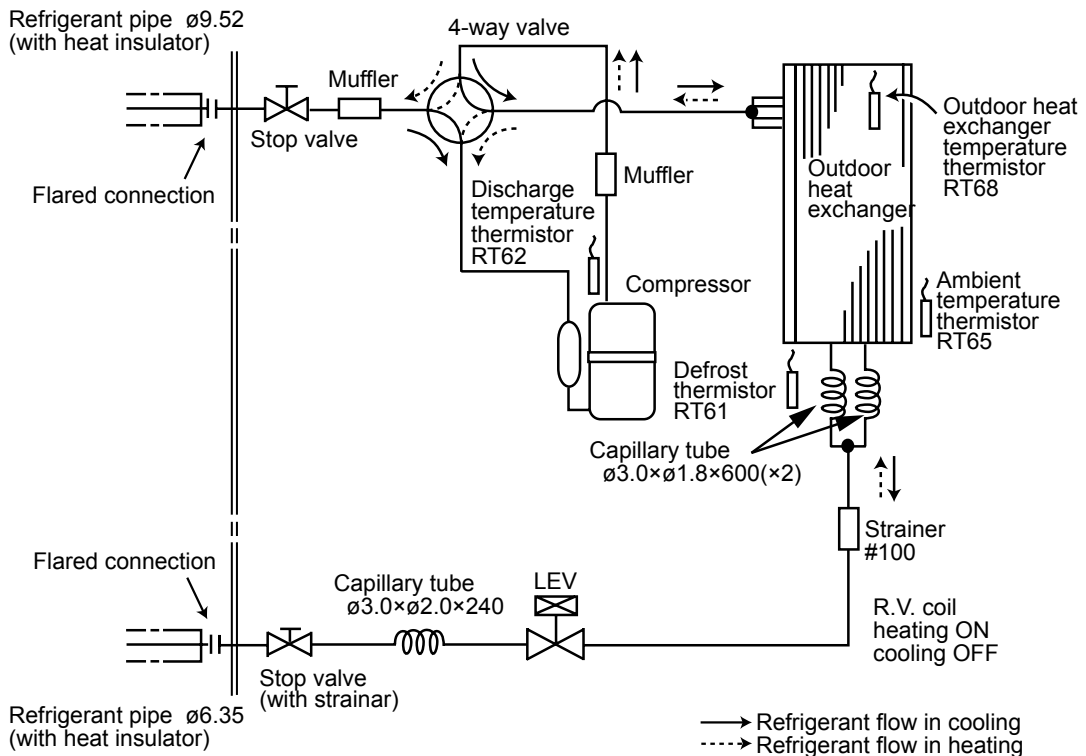 Refrigerant pipe ø9.52
(with heat insulator)
4-way valve
Muffler
Stop valve
Flared connection
Outdoor heat
exchanger
temperature
thermistor
RT68
Outdoor
heat
exchanger
Muffler
Discharge
temperature
thermistor
RT62
Compressor
Ambient
temperature
thermistor
RT65
Defrost
thermistor
RT61
Capillary tube
ø3.0×ø1.8×600(×2)
Strainer
#100
Flared connection
Capillary tube
ø3.0×ø2.0×240
LEV
R.V. coil
heating ON
cooling OFF
Stop valve
(with strainar)
Refrigerant pipe ø6.35
(with heat insulator)
Refrigerant flow in cooling
Refrigerant flow in heating